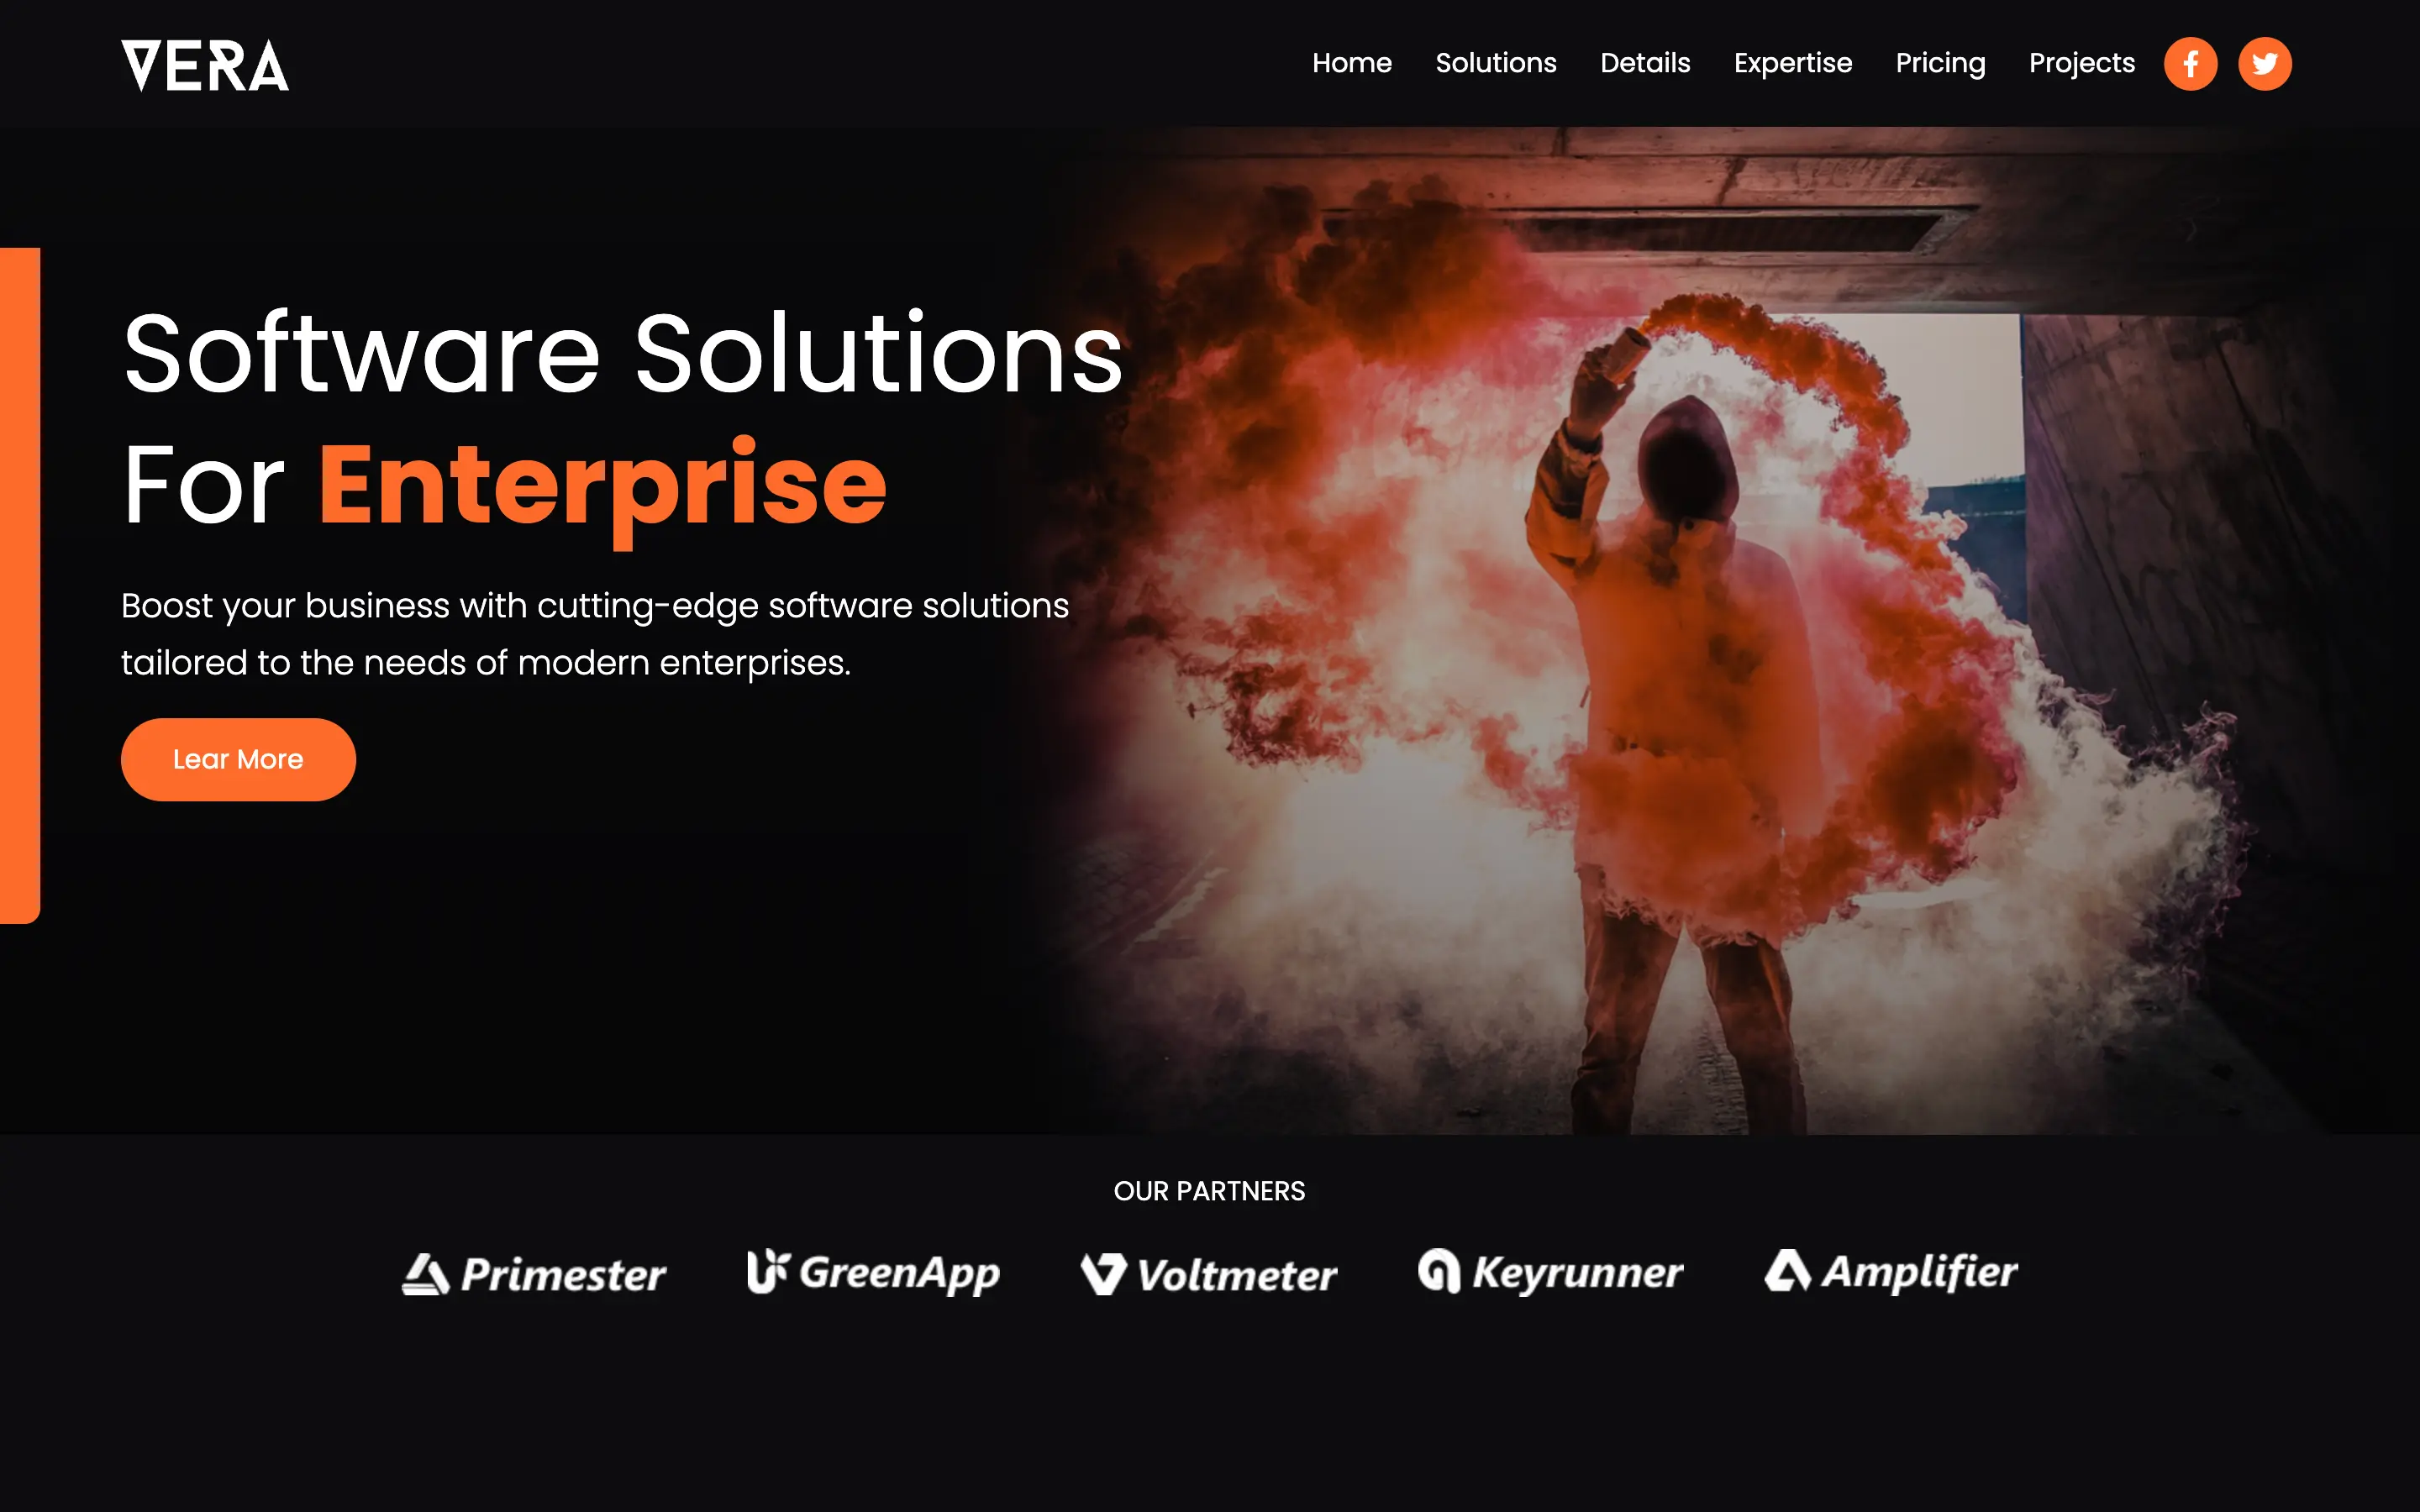 VERA
Home Solutions Details Expertise Pricing Projects
Software Solutions
For Enterprise
Boost your business with cutting-edge software solutions
tailored to the needs of modern enterprises.
Lear More
OUR PARTNERS
Primester GreenApp Voltmeter Keyrunner Amplifier